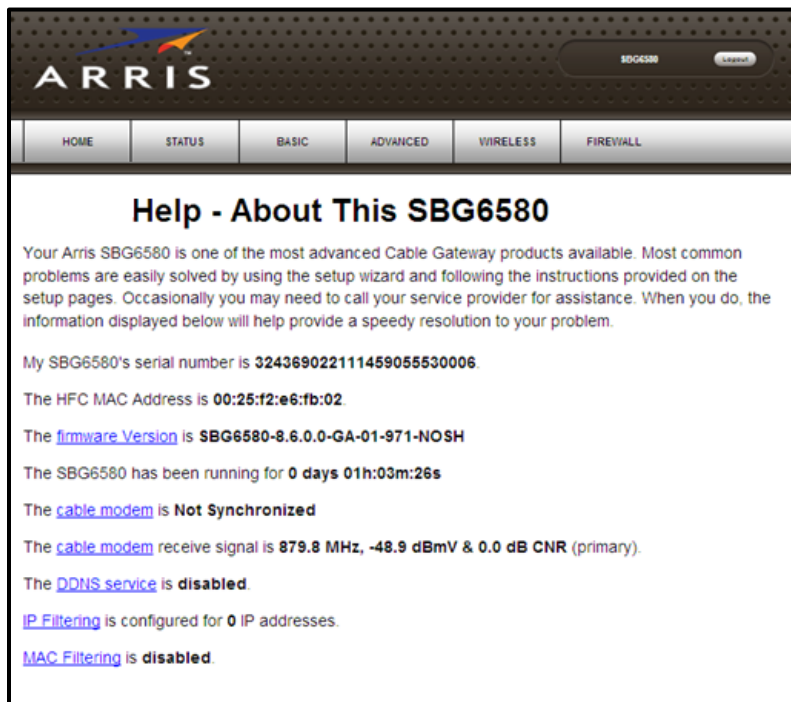 ARRIS
SBG6580
Logout
HOME STATUS BASIC ADVANCED WIRELESS FIREWALL
Help - About This SBG6580
Your Arris SBG6580 is one of the most advanced Cable Gateway products available. Most common
problems are easily solved by using the setup wizard and following the instructions provided on the
setup pages. Occasionally you may need to call your service provider for assistance. When you do, the
information displayed below will help provide a speedy resolution to your problem.
My SBG6580's serial number is 324369022111459055530006.
The HFC MAC Address is 00:25:f2:e6:fb:02.
The firmware Version is SBG6580-8.6.0.0-GA-01-971-NOSH
The SBG6580 has been running for 0 days 01h:03m:26s
The cable modem is Not Synchronized
The cable modem receive signal is 879.8 MHz, -48.9 dBmV & 0.0 dB CNR (primary).
The DDNS service is disabled.
IP Filtering is configured for 0 IP addresses.
MAC Filtering is disabled.